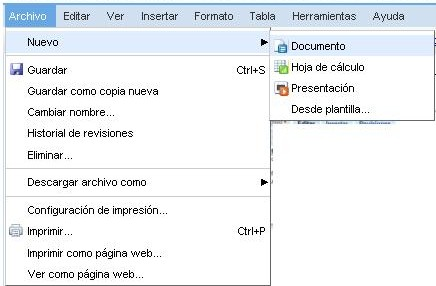 Archivo Editar Ver Insertar Formato Tabla Herramientas Ayuda
Nuevo
Documento
Guardar Ctrl+S
Hoja de cálculo
Guardar como copia nueva
Presentación
Cambiar nombre...
Desde plantilla...
Historial de revisiones
Eliminar...
Descargar archivo como
Configuración de impresión...
Imprimir... Ctrl+P
Imprimir como página web...
Ver como página web...